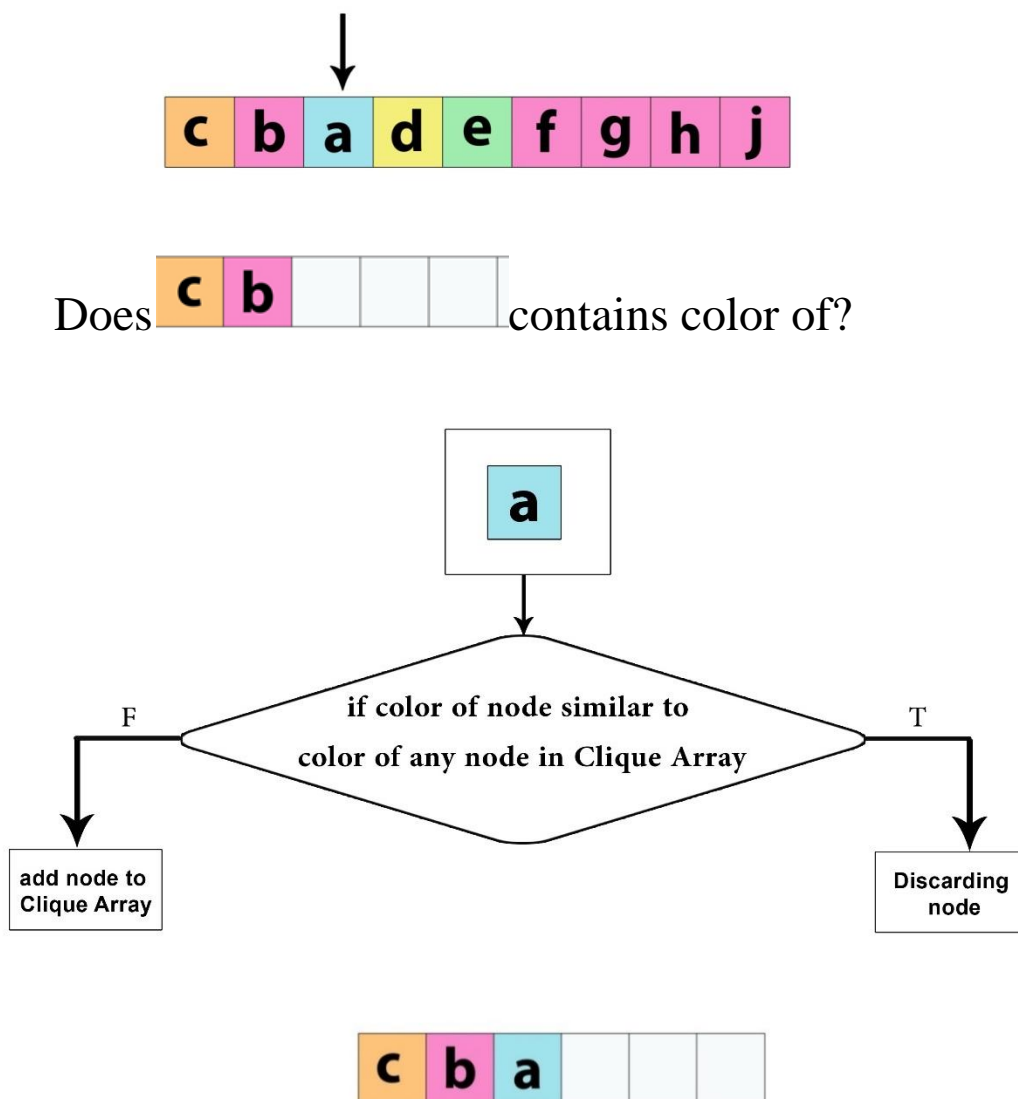 c b a d e f g h j
Does c b contains color of?
a
if color of node similar to
color of any node in Clique Array
F
T
add node to
Clique Array
Discarding
node
c b a